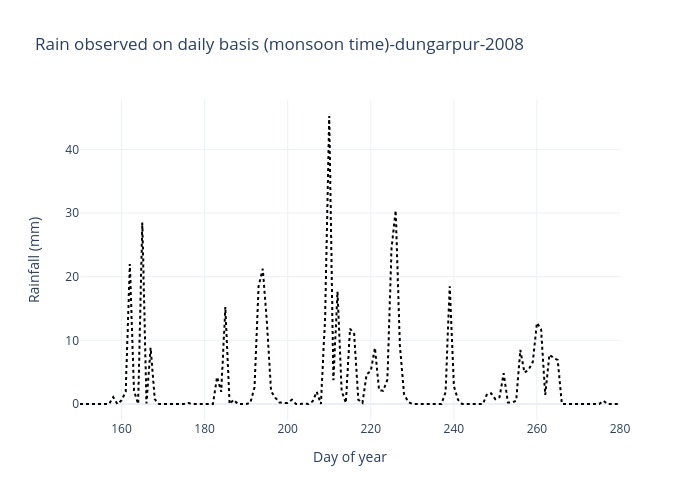 Rain observed on daily basis (monsoon time)-dungarpur-2008
Rainfall (mm)
40
30
20
10
0
160 180 200 220 240 260 280
Day of year